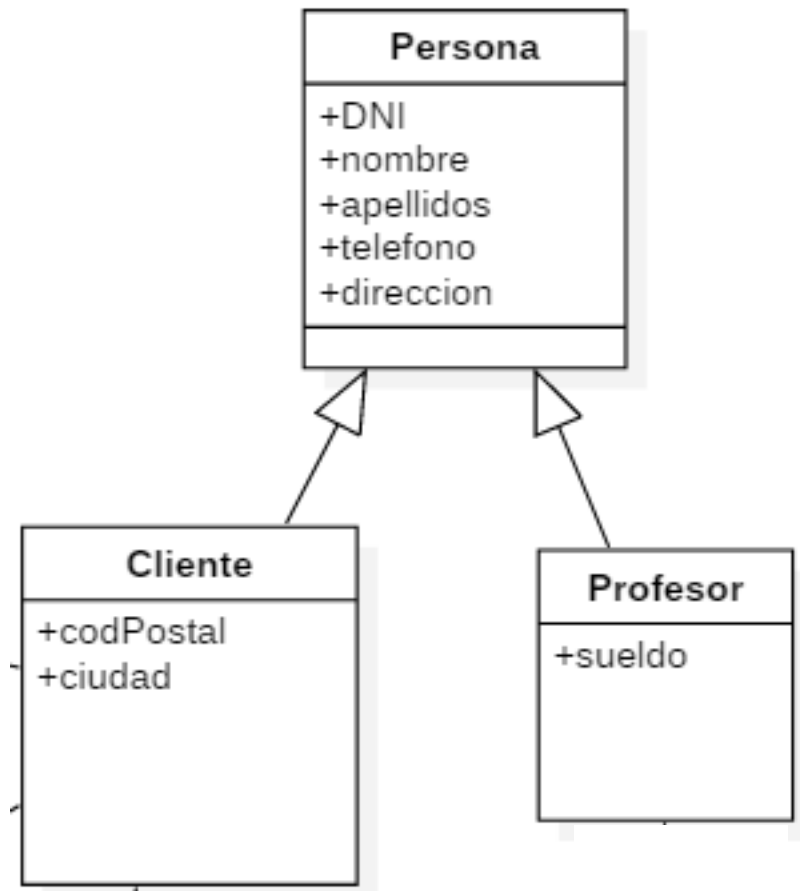 Persona
+DNI
+nombre
+apellidos
+telefono
+direccion
Cliente
+codPostal
+ciudad
Profesor
+sueldo